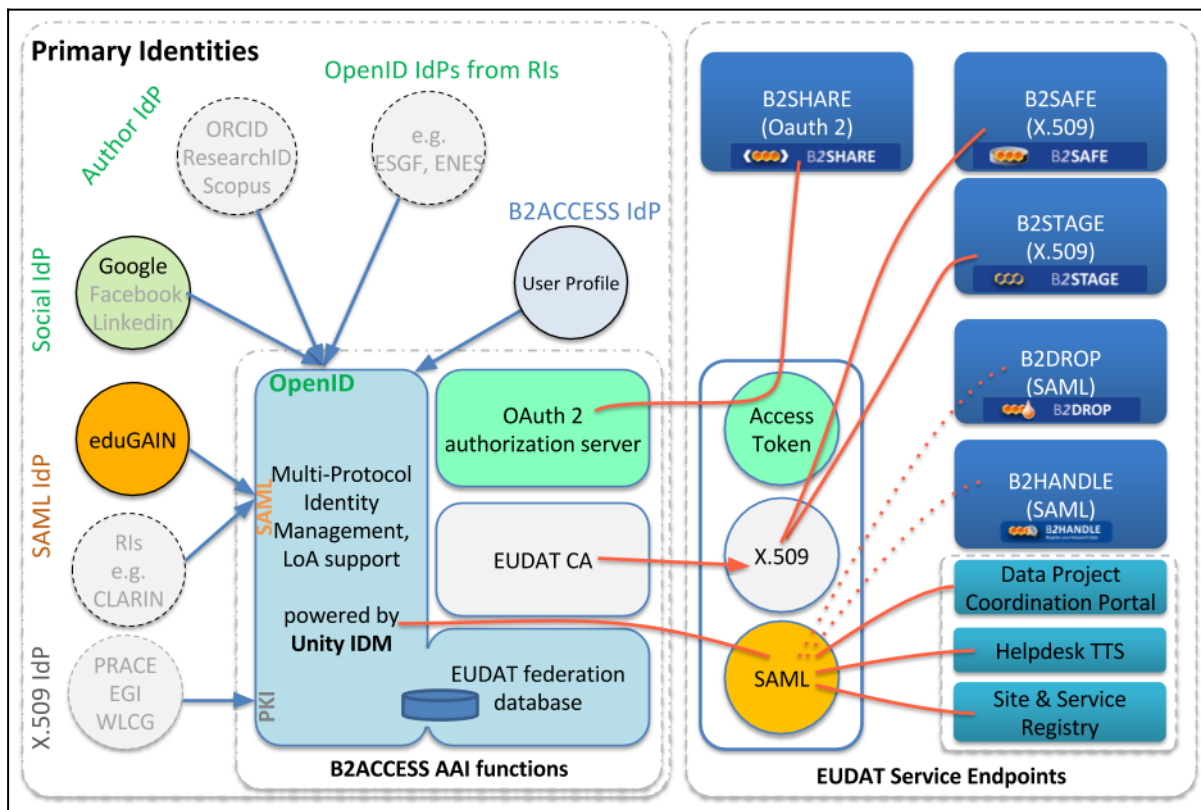 Primary Identities
Author IdP
OpenID IdPs from RIs
ORCID
ResearchID
Scopus
e.g.
ESGF, ENES
B2ACCESS IdP
Social IdP
Google
Facebook
Linkedin
User Profile
OpenID
SAML IdP
eduGAIN
SAML
Multi-Protocol
Identity
Management,
LoA support
powered by
Unity IDM
RIs
e.g.
CLARIN
X.509 IdP
PRACE
EGI
WLCG
PKI
OAuth 2
authorization server
EUDAT CA
EUDAT federation
database
B2ACCESS AAI functions
B2SHARE
(Oauth 2)
B2SHARE
B2SAFE
(X.509)
B2SAFE
B2STAGE
(X.509)
B2STAGE
B2DROP
(SAML)
B2DROP
B2HANDLE
(SAML)
B2HANDLE
Access
Token
X.509
SAML
Data Project
Coordination Portal
Helpdesk TTS
Site & Service
Registry
EUDAT Service Endpoints